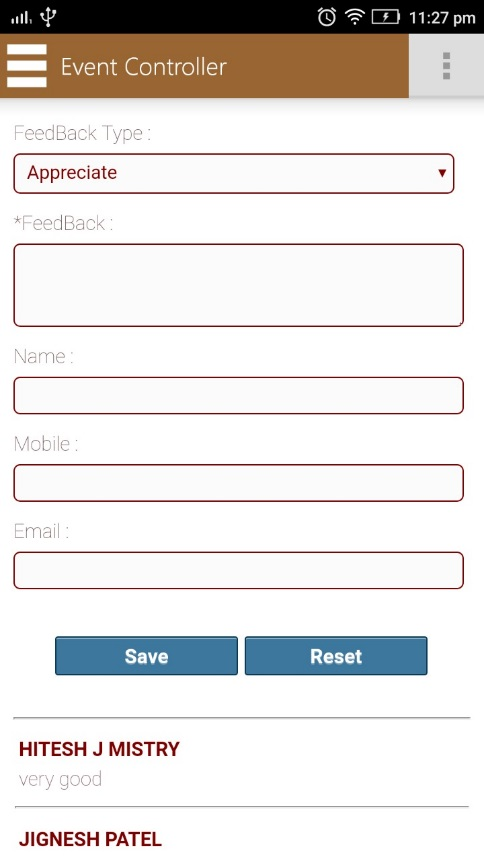 11:27 pm
Event Controller
FeedBack Type :
Appreciate
*FeedBack :
Name :
Mobile :
Email :
Save Reset
HITESH J MISTRY
very good
JIGNESH PATEL